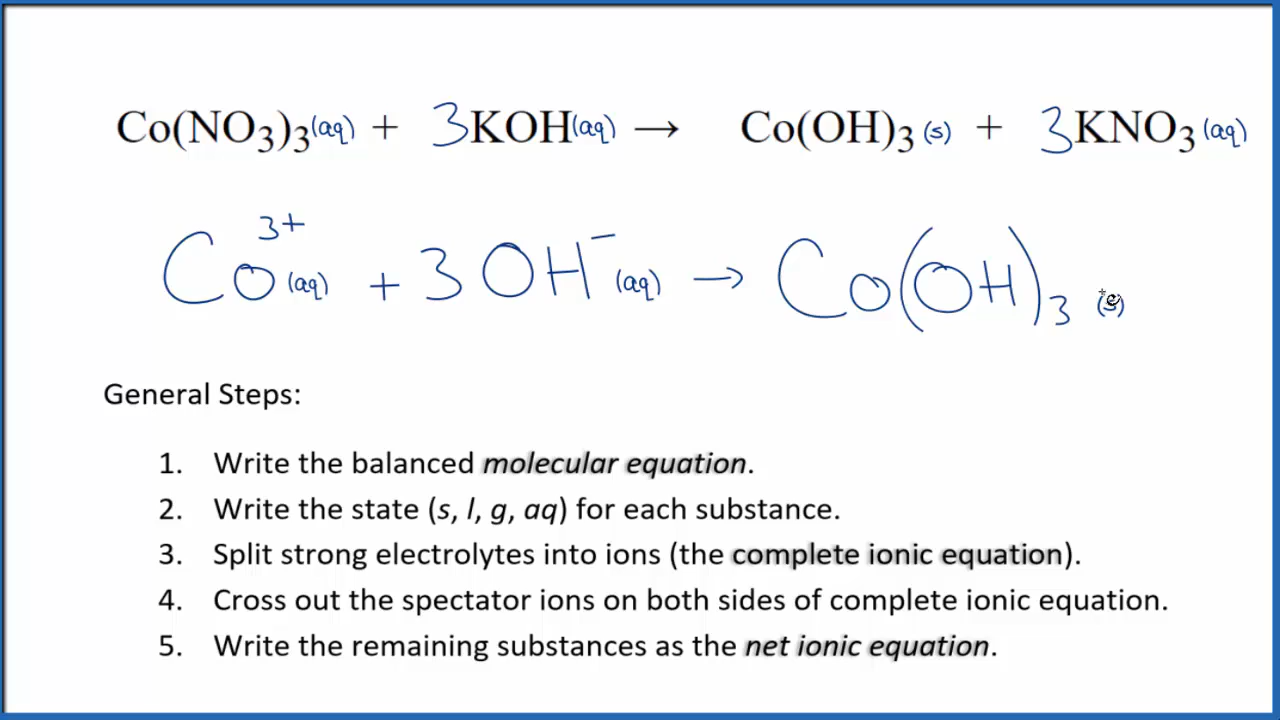 Co(NO₃)₃(aq) + 3KOH(aq) → Co(OH)₃(s) + 3KNO₃(aq)
Co³⁺(aq) + 3OH⁻(aq) → Co(OH)₃(s)
General Steps:
1. Write the balanced molecular equation.
2. Write the state (s, l, g, aq) for each substance.
3. Split strong electrolytes into ions (the complete ionic equation).
4. Cross out the spectator ions on both sides of complete ionic equation.
5. Write the remaining substances as the net ionic equation.